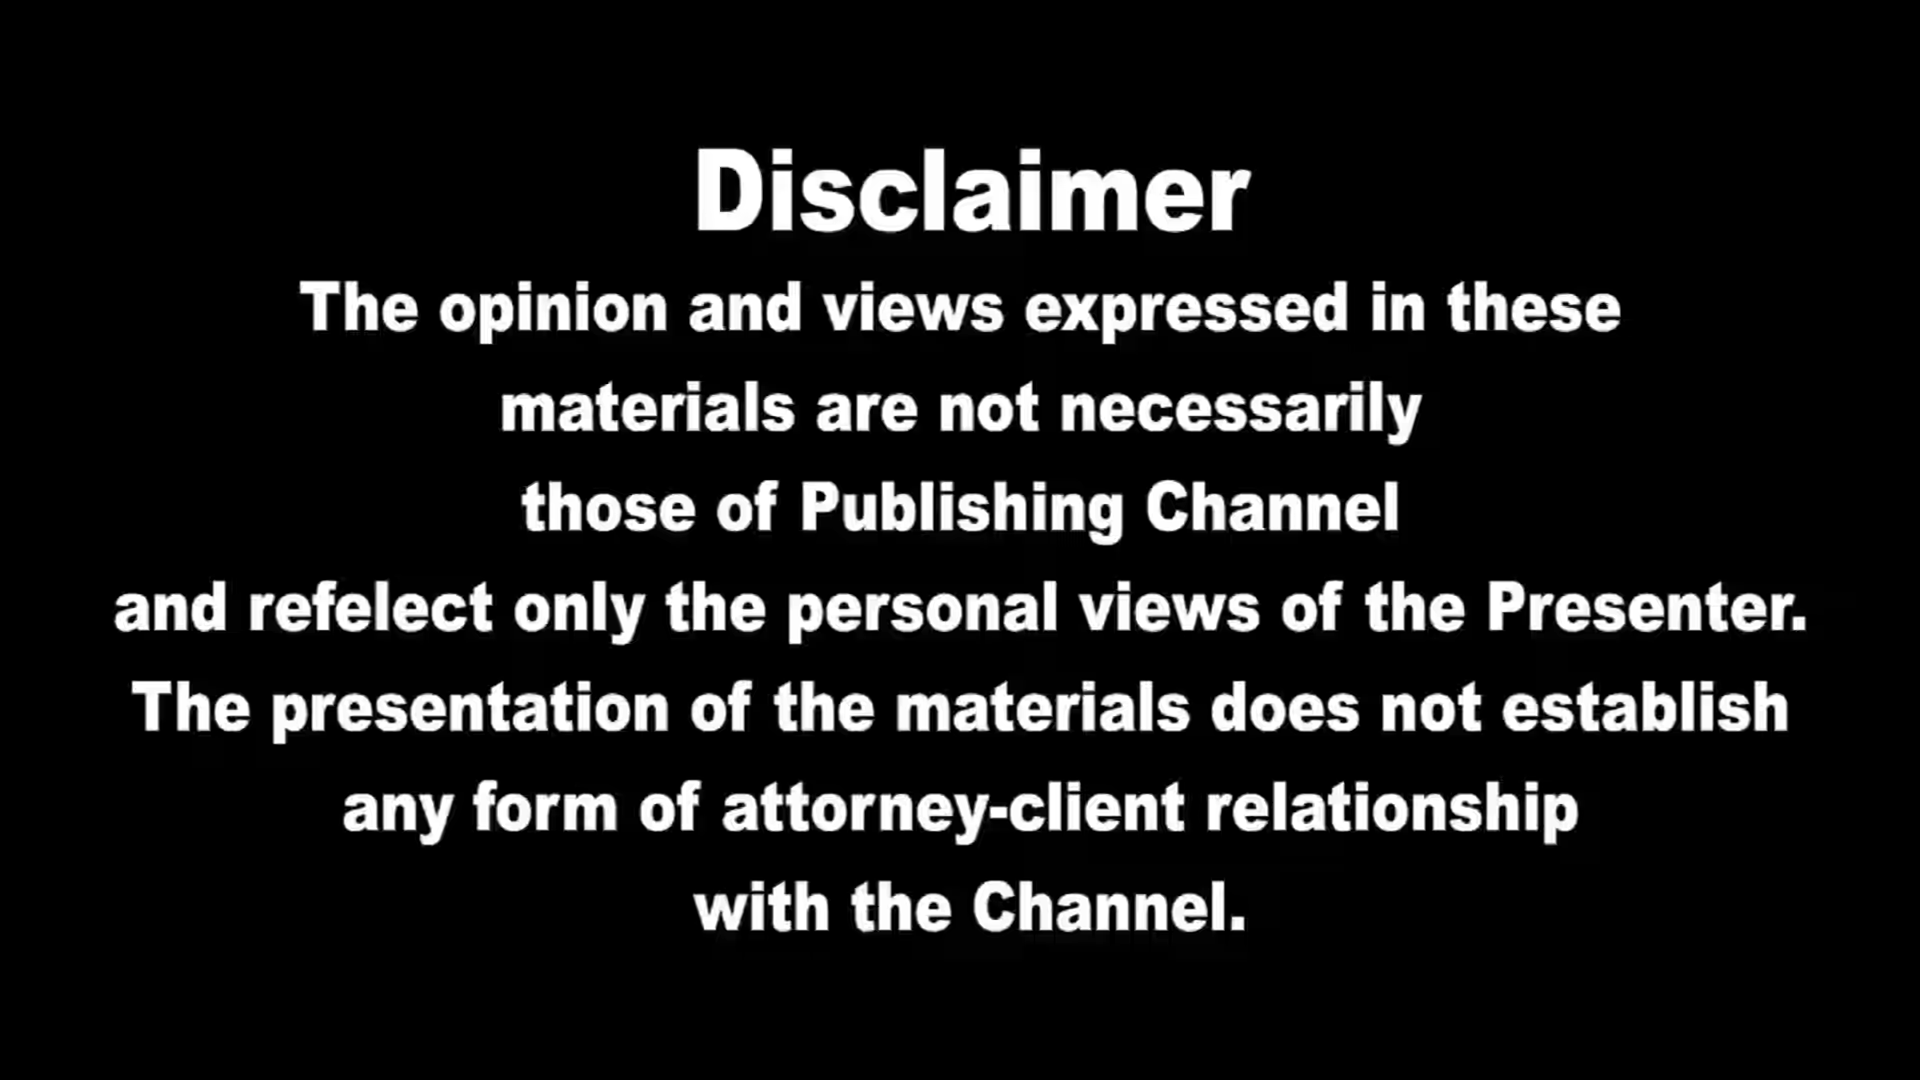 Disclaimer
The opinion and views expressed in these
materials are not necessarily
those of Publishing Channel
and refelect only the personal views of the Presenter.
The presentation of the materials does not establish
any form of attorney-client relationship
with the Channel.